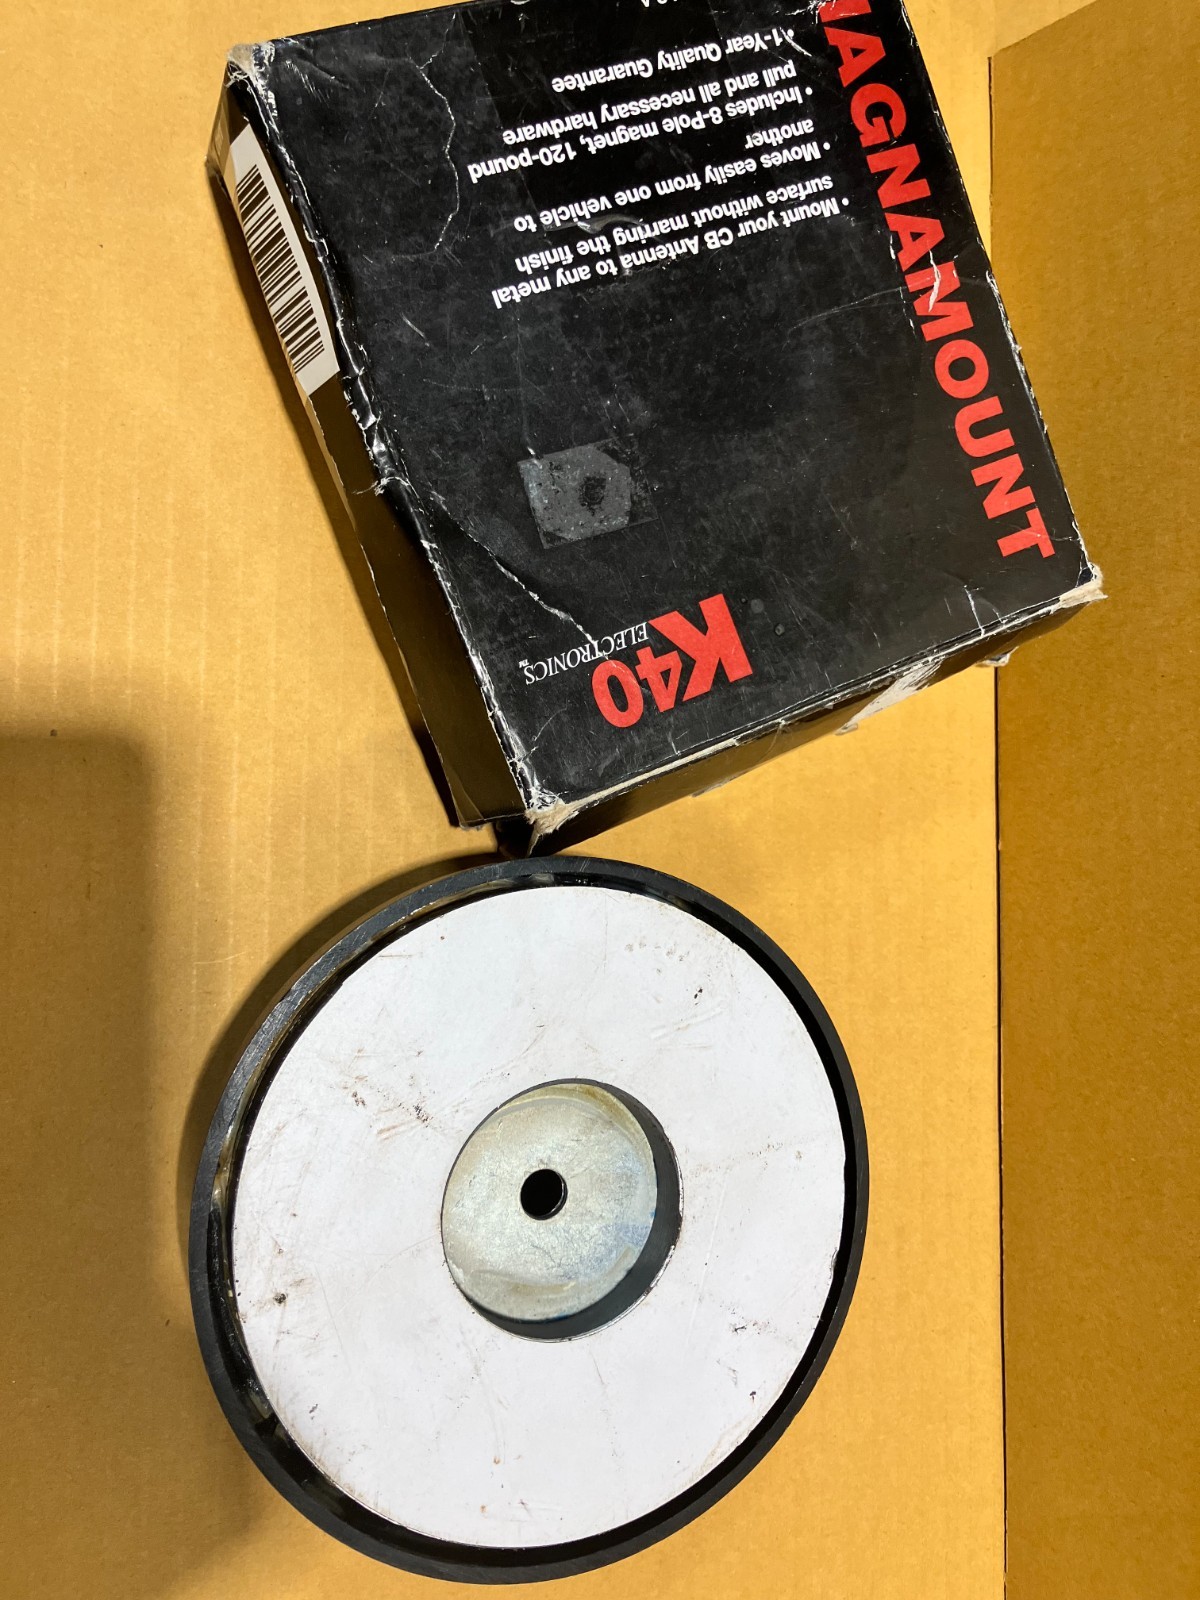 K40
ELECTRONICS™
MAGNAMOUNT
• Mount your CB Antenna to any metal
surface without marring the finish
• Moves easily from one vehicle to
another
• Includes 8-Pole magnet, 120-pound
pull and all necessary hardware
• 1-Year Quality Guarantee